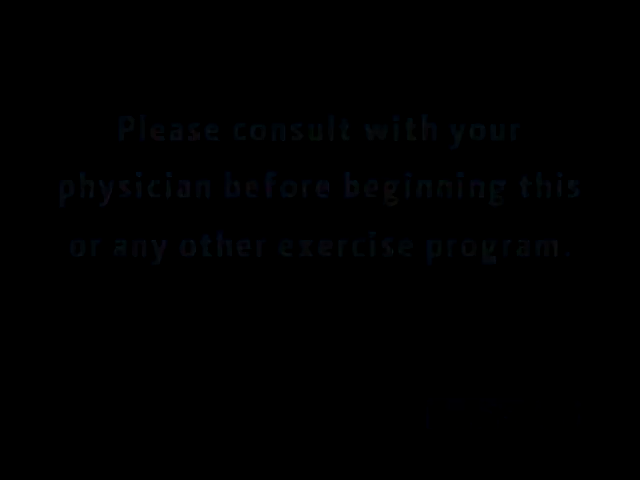 Please consult with your
physician before beginning this
or any other exercise program.